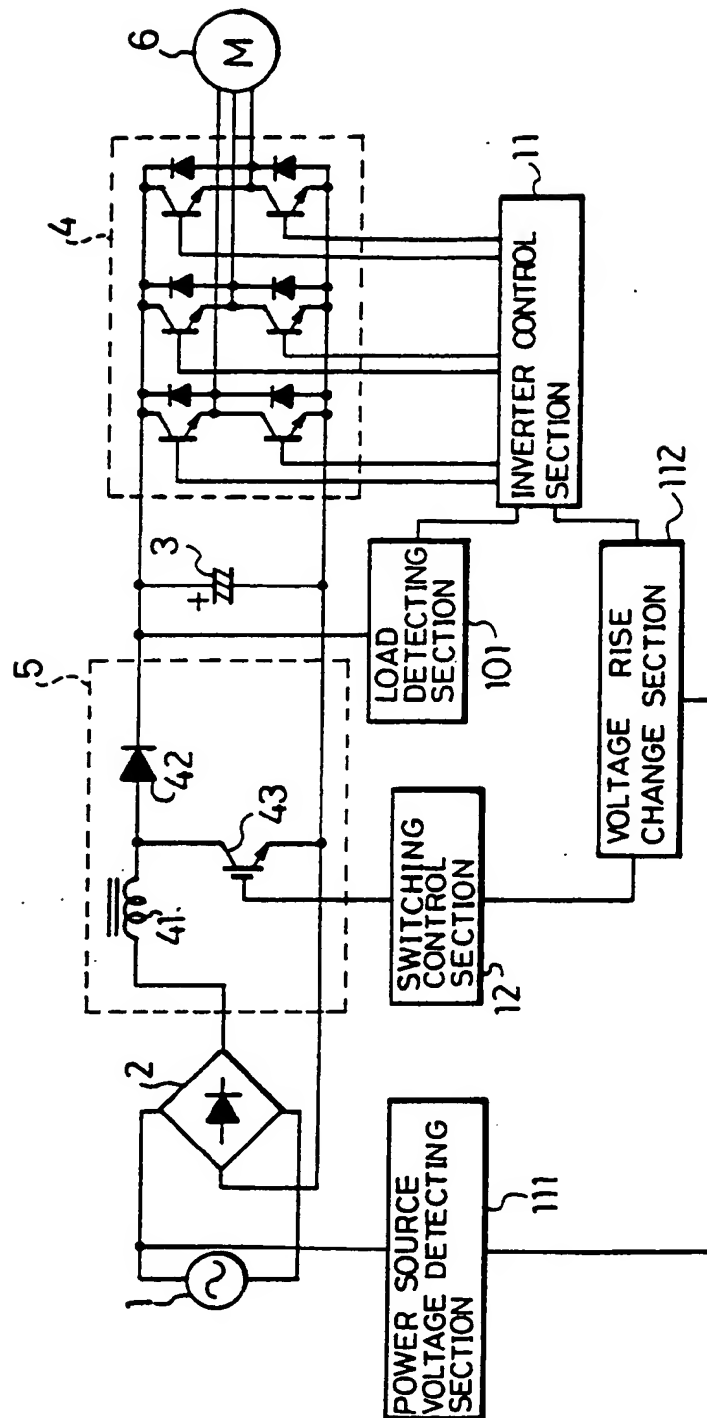 1
2
5
41.
42
43
3
+
4
6
M
POWER SOURCE
VOLTAGE DETECTING
SECTION
111
SWITCHING
CONTROL
SECTION
12
LOAD
DETECTING
SECTION
101
INVERTER CONTROL
SECTION
11
VOLTAGE RISE
CHANGE SECTION
112